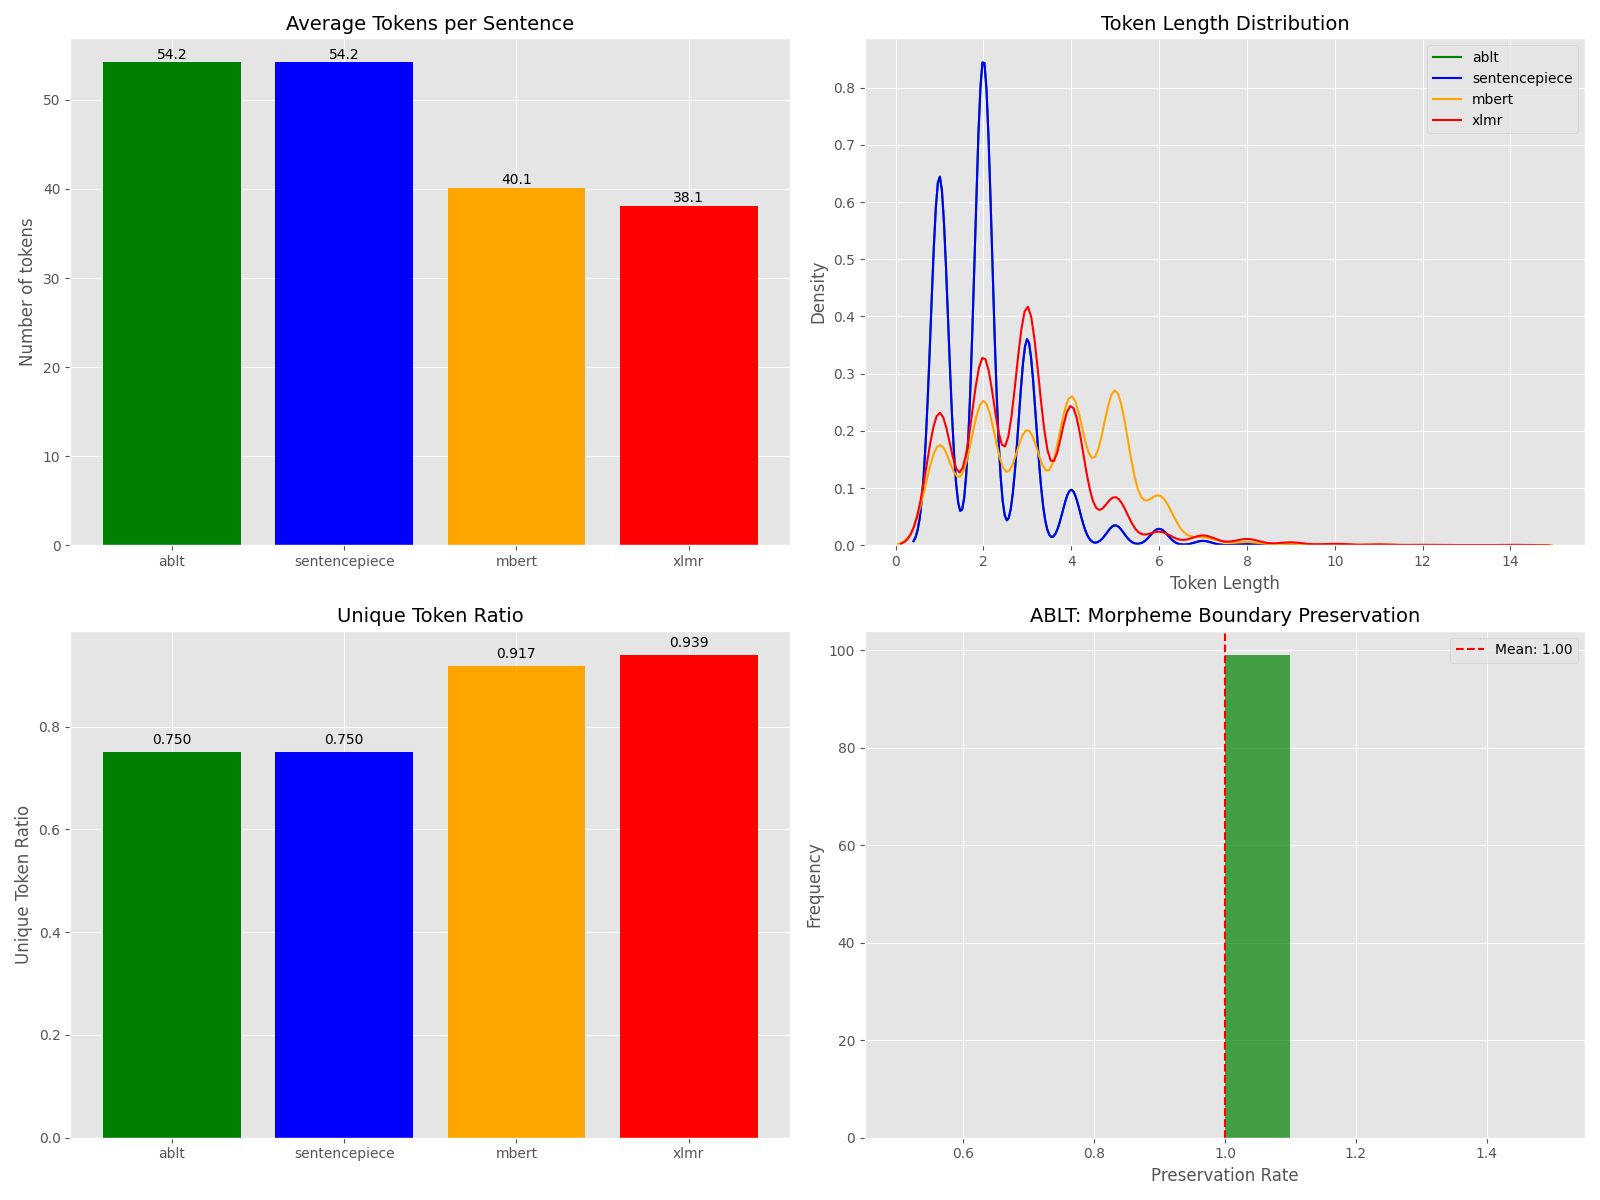 Average Tokens per Sentence
54.2
54.2
40.1
38.1
Number of tokens
50
40
30
20
10
0
ablt
sentencepiece
mbert
xlmr
Token Length Distribution
ablt
sentencepiece
mbert
xlmr
Density
0.8
0.7
0.6
0.5
0.4
0.3
0.2
0.1
0.0
0
2
4
6
8
10
12
14
Token Length
Unique Token Ratio
0.750
0.750
0.917
0.939
Unique Token Ratio
0.8
0.6
0.4
0.2
0.0
ablt
sentencepiece
mbert
xlmr
ABLT: Morpheme Boundary Preservation
Mean: 1.00
Frequency
100
80
60
40
20
0
0.6
0.8
1.0
1.2
1.4
Preservation Rate